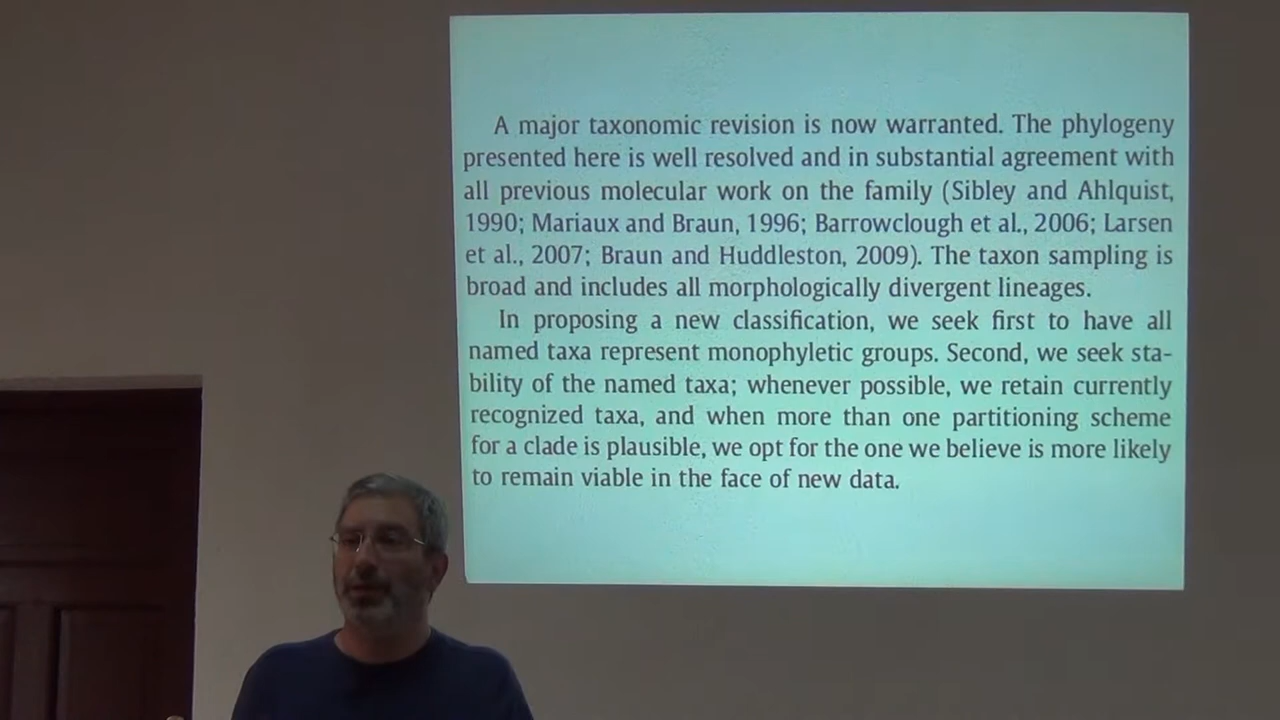 A major taxonomic revision is now warranted. The phylogeny
presented here is well resolved and in substantial agreement with
all previous molecular work on the family (Sibley and Ahlquist,
1990; Mariaux and Braun, 1996; Barrowclough et al., 2006; Larsen
et al., 2007; Braun and Huddleston, 2009). The taxon sampling is
broad and includes all morphologically divergent lineages.
In proposing a new classification, we seek first to have all
named taxa represent monophyletic groups. Second, we seek sta-
bility of the named taxa; whenever possible, we retain currently
recognized taxa, and when more than one partitioning scheme
for a clade is plausible, we opt for the one we believe is more likely
to remain viable in the face of new data.